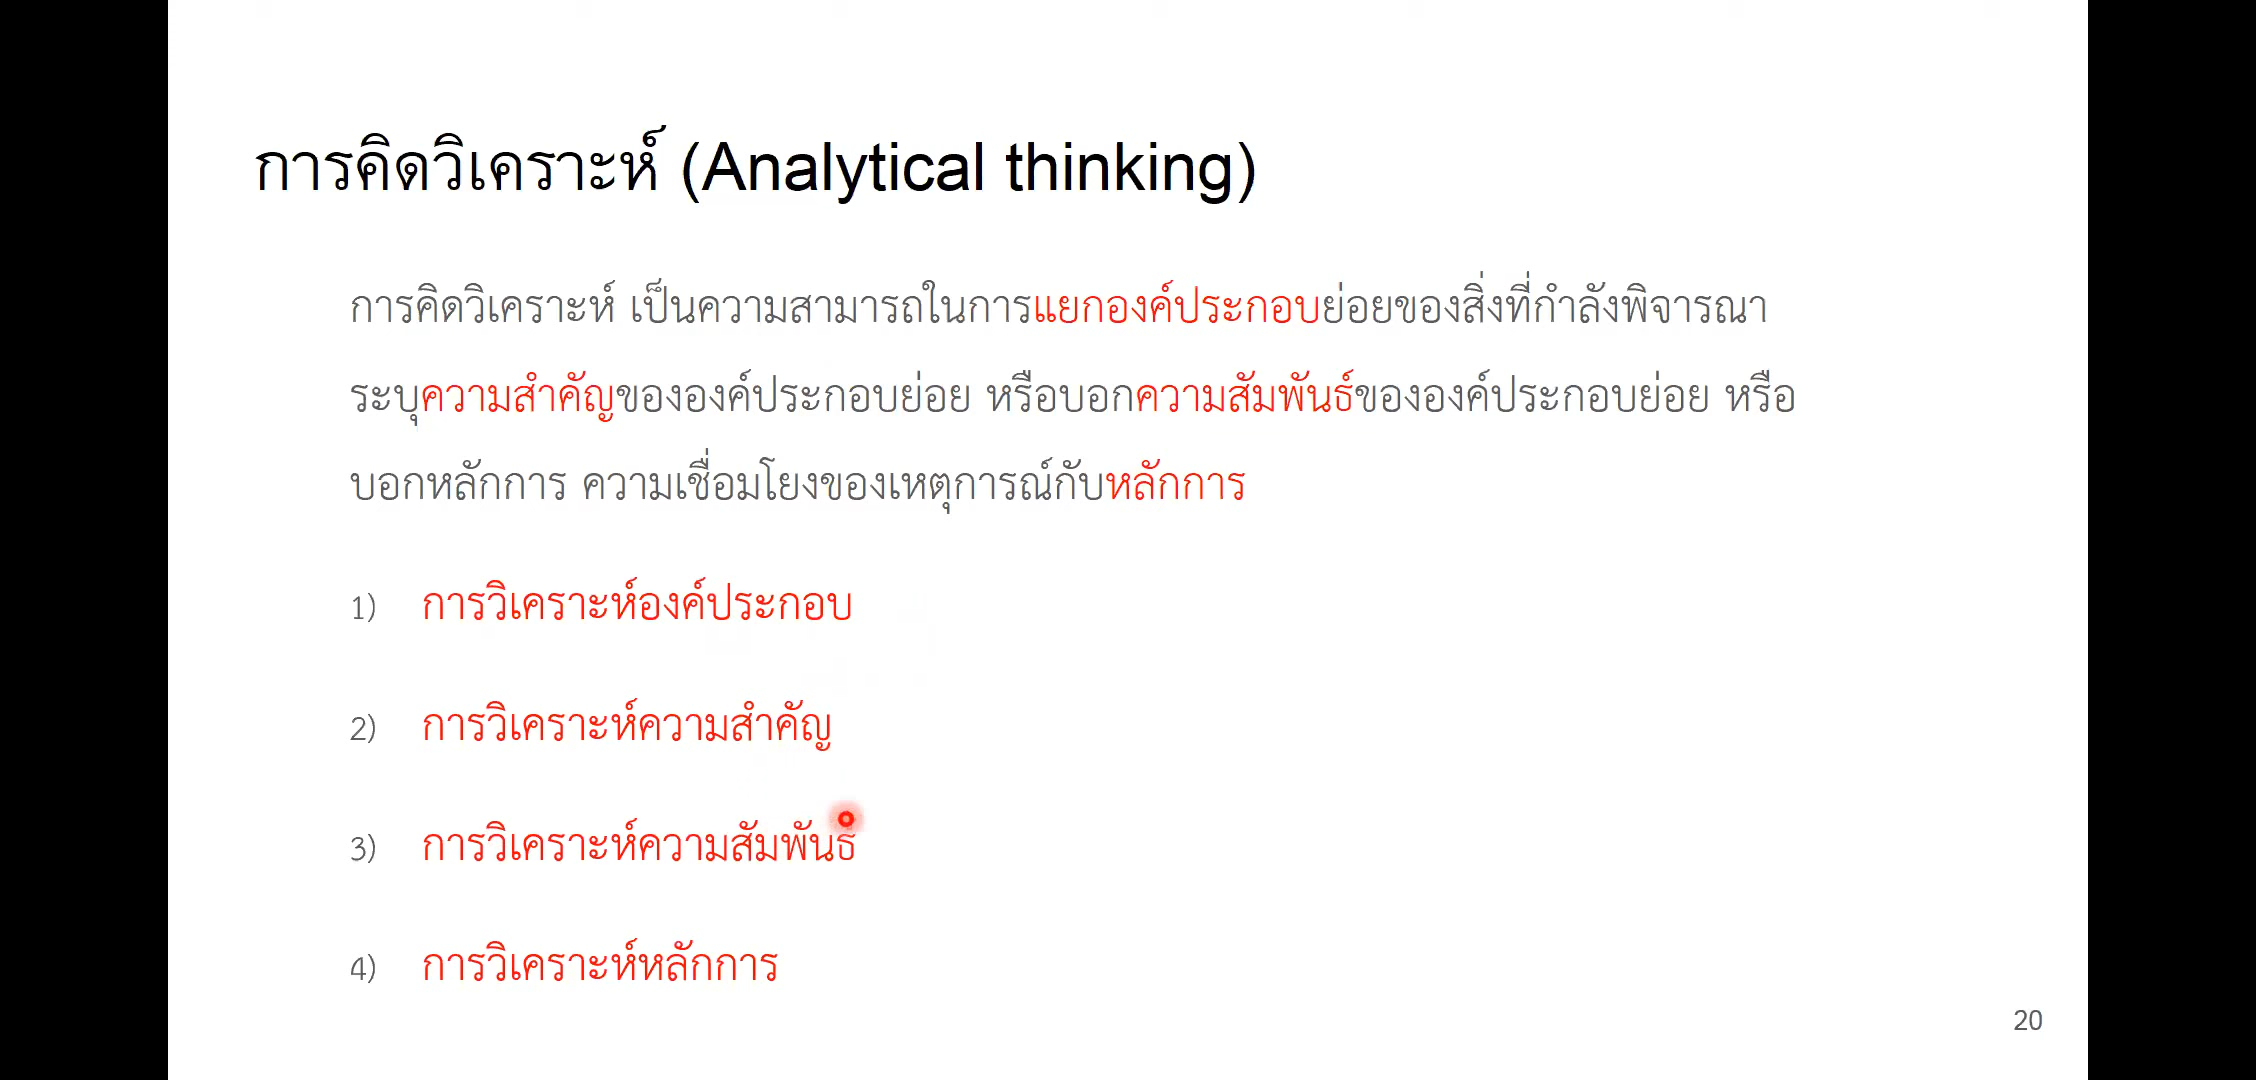 การคิดวิเคราะห์ (Analytical thinking)
การคิดวิเคราะห์ เป็นความสามารถในการแยกองค์ประกอบย่อยของสิ่งที่กำลังพิจารณา
ระบุความสำคัญขององค์ประกอบย่อย หรือบอกความสัมพันธ์ขององค์ประกอบย่อย หรือ
บอกหลักการ ความเชื่อมโยงของเหตุการณ์กับหลักการ
1) การวิเคราะห์องค์ประกอบ
2) การวิเคราะห์ความสำคัญ
3) การวิเคราะห์ความสัมพันธ์
4) การวิเคราะห์หลักการ
20